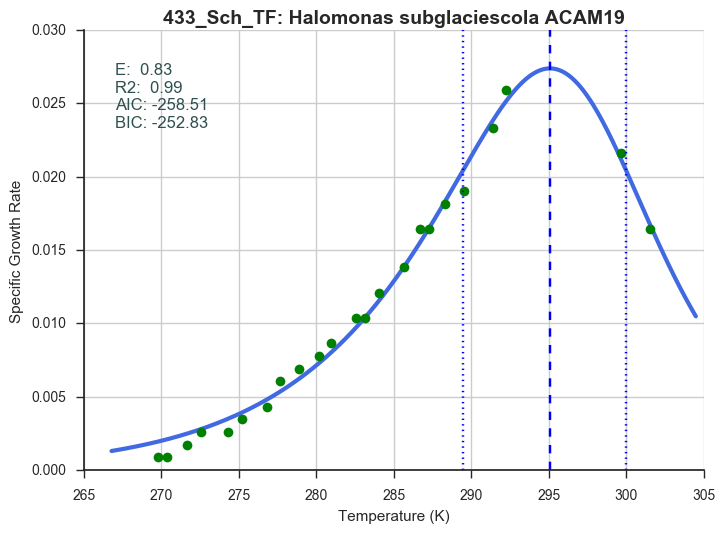 433_Sch_TF: Halomonas subglaciescola ACAM19
0.030
0.025
0.020
0.015
0.010
0.005
0.000
Specific Growth Rate
E:  0.83
R2:  0.99
AIC: -258.51
BIC: -252.83
265 270 275 280 285 290 295 300 305
Temperature (K)